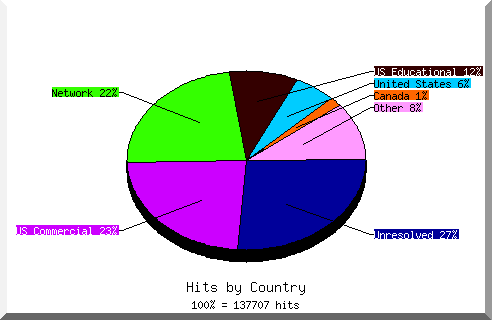 US Educational 12%
United States 6%
Canada 1%
Other 8%
Network 22%
US Commercial 23%
Unresolved 27%
Hits by Country
100% = 137707 hits